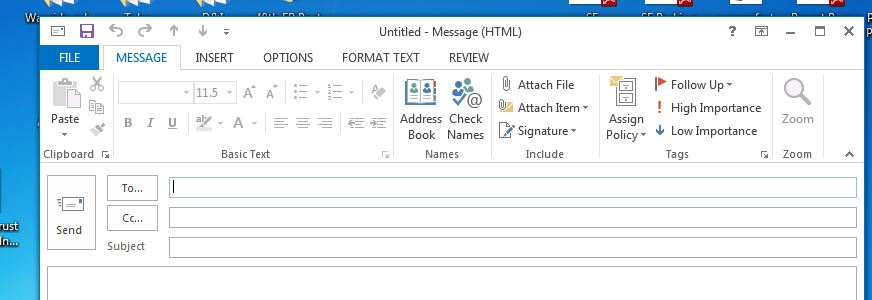 Untitled - Message (HTML)
FILE MESSAGE INSERT OPTIONS FORMAT TEXT REVIEW
Paste
11.5
B I U A
Address Book
Check Names
Attach File
Attach Item
Signature
Assign Policy
Follow Up
High Importance
Low Importance
Zoom
Clipboard Basic Text Names Include Tags Zoom
Send
To...
Cc...
Subject
rust
In...